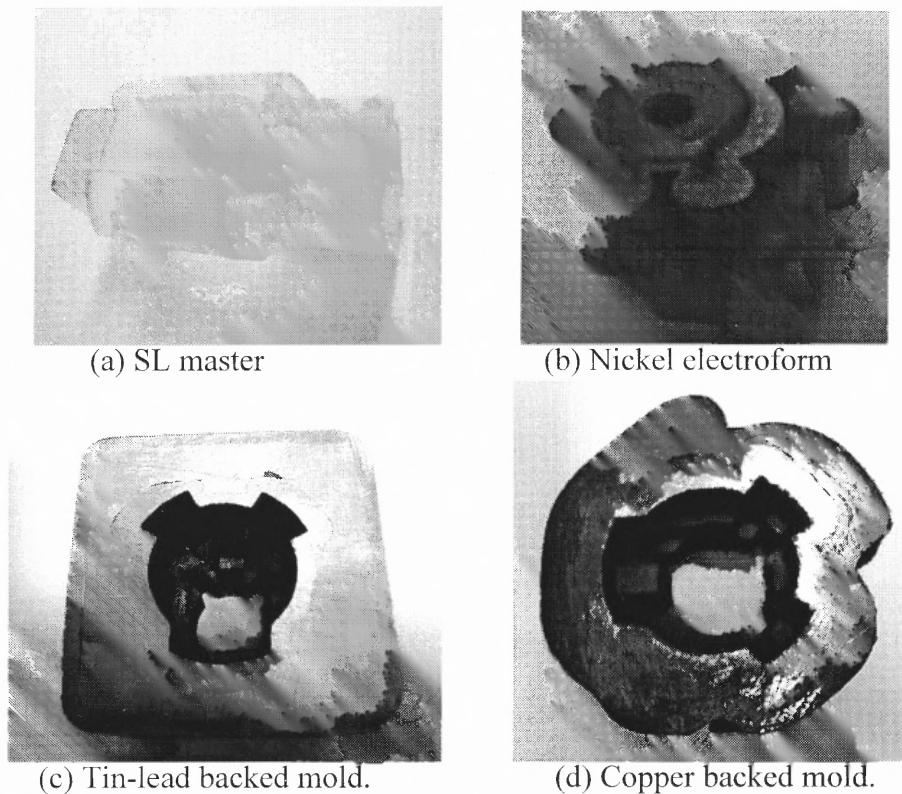 (a) SL master
(b) Nickel electroform
(c) Tin-lead backed mold.
(d) Copper backed mold.